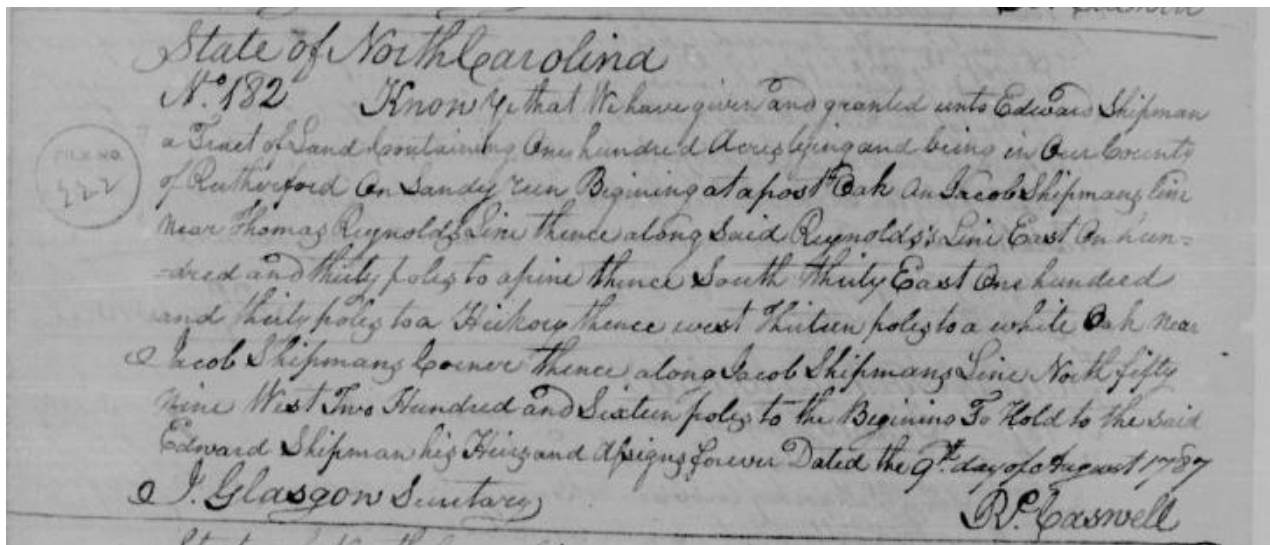 State of North Carolina
No. 182 Know Ye that We have given and granted unto Edward Shipman
a Tract of Land Containing One hundred Acres lying and being in Our County
of Rutherford On Sandy run Begining at a post Oak On Jacob Shipmans line
near Thomas Reynolds Line thence along Said Reynolds's Line East On hun=
=dred and thirty poles to a pine thence South thirty East One hundred
and thirty poles to a Hickory thence west Thirteen poles to a white Oak near
Jacob Shipmans Corner thence along Jacob Shipmans Line North fifty
nine West Two Hundred and Sixteen poles to the Begining To Hold to the said
Edward Shipman his Heirs and Assigns forever Dated the 9th day of August 1787
J. Glasgow Secretary
Rd. Caswell
FILE NO.
222